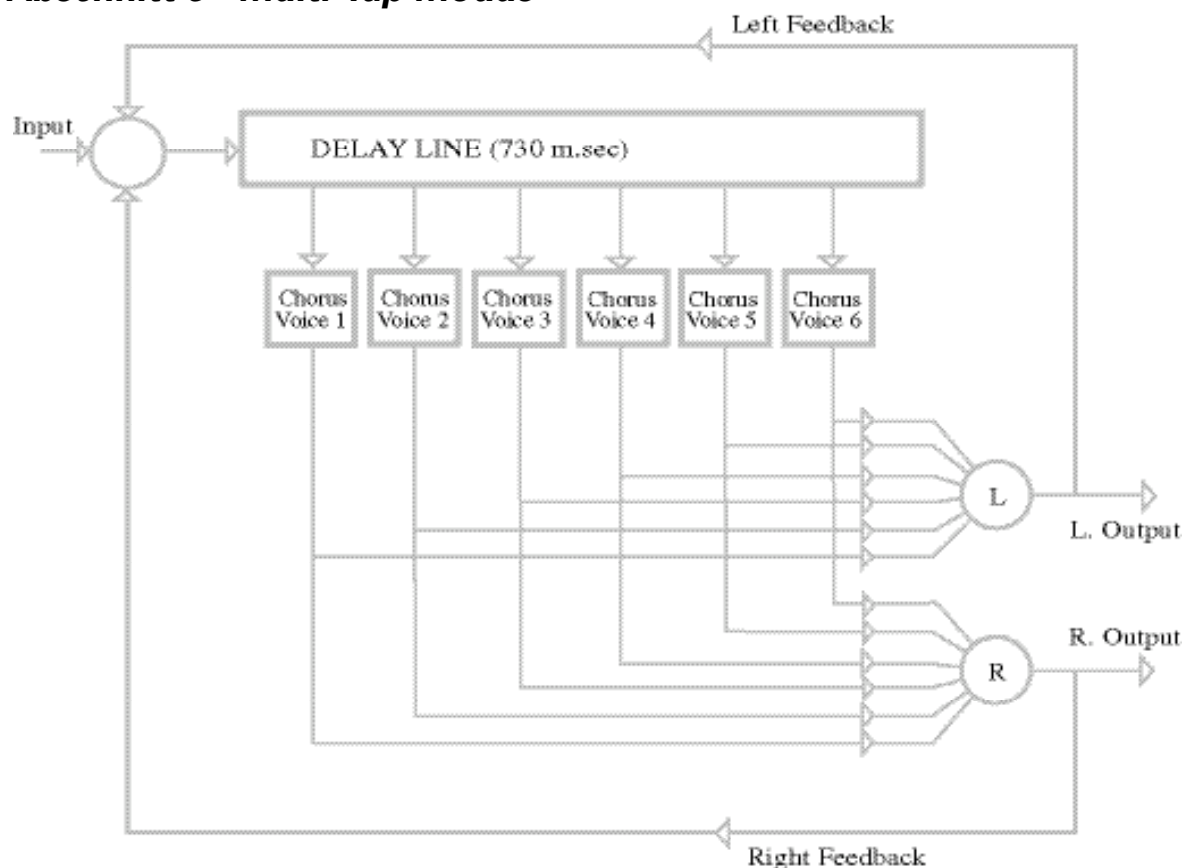 Left Feedback
Input
DELAY LINE (730 m.sec)
Chorus
Voice 1
Chorus
Voice 2
Chorus
Voice 3
Chorus
Voice 4
Chorus
Voice 5
Chorus
Voice 6
L
L. Output
R. Output
R
Right Feedback